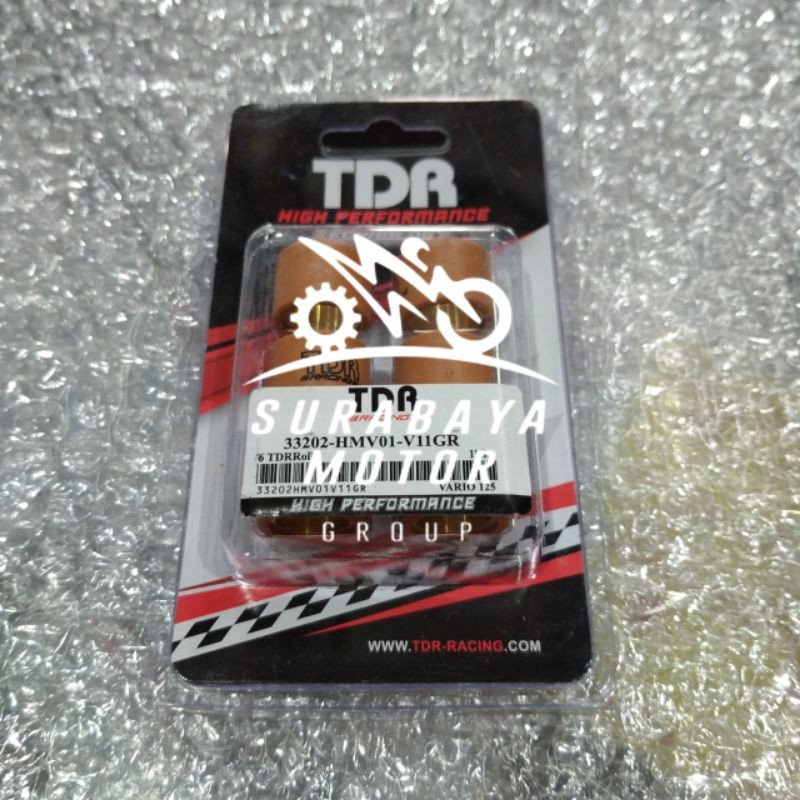 TDR
HIGH PERFORMANCE
TDR
RACING
TDR
RACING
SURABAYA
33202-HMV01-V11GR
MOTOR
33202HMV01V11GR
VARIO 125
HIGH PERFORMANCE
GROUP
WWW.TDR-RACING.COM